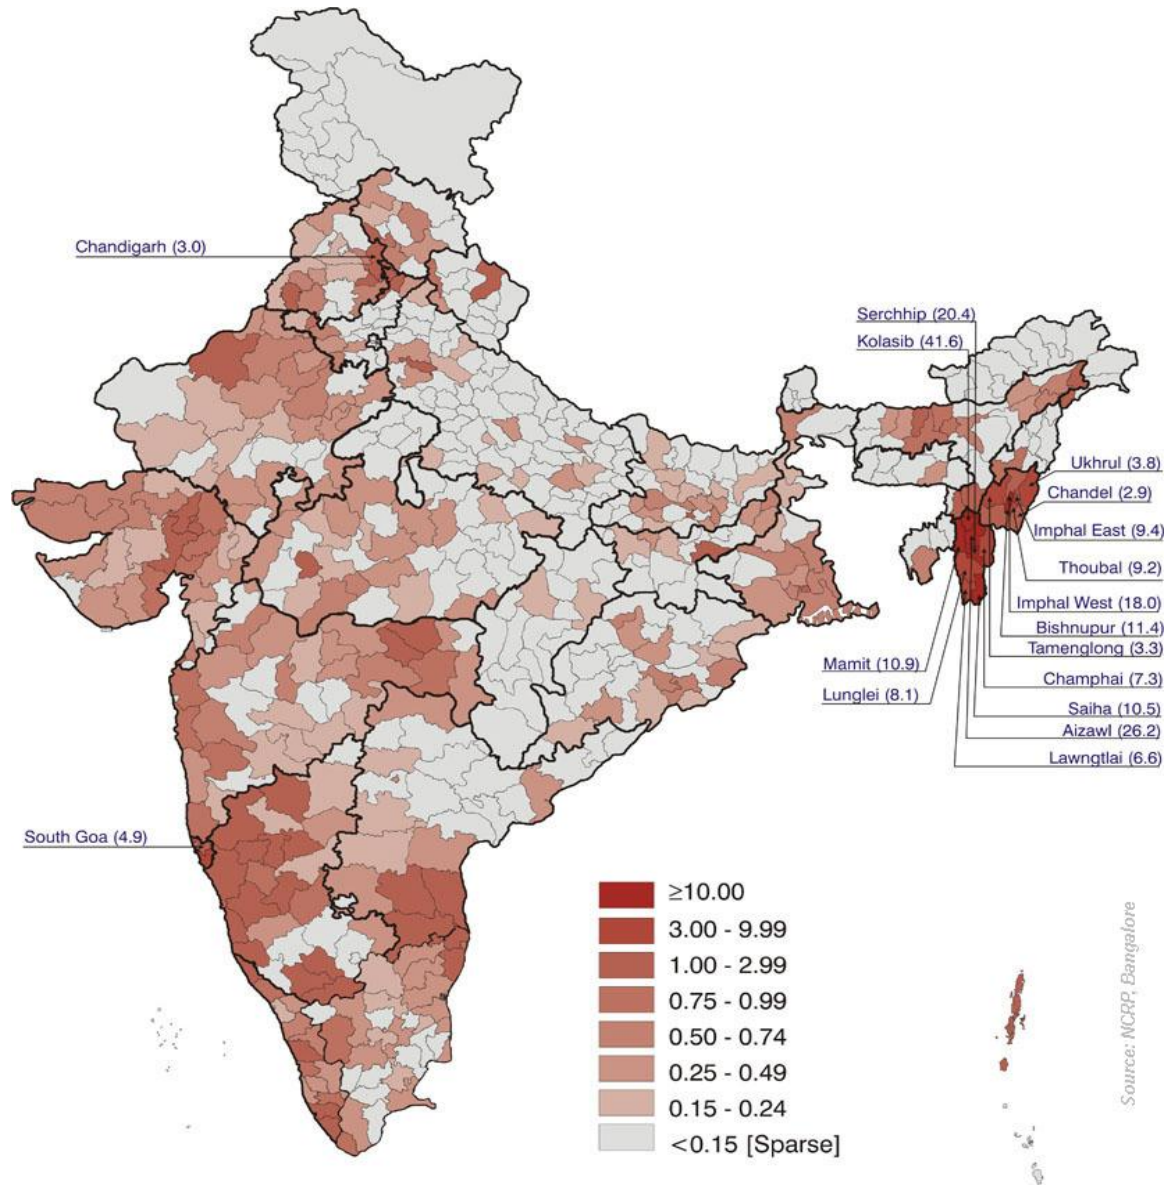 Chandigarh (3.0)
Serchhip (20.4)
Kolasib (41.6)
Ukhrul (3.8)
Chandel (2.9)
Imphal East (9.4)
Thoubal (9.2)
Imphal West (18.0)
Bishnupur (11.4)
Tamenglong (3.3)
Mamit (10.9)
Champhai (7.3)
Lunglei (8.1)
Saiha (10.5)
Aizawl (26.2)
Lawngtlai (6.6)
South Goa (4.9)
≥10.00
3.00 - 9.99
1.00 - 2.99
0.75 - 0.99
0.50 - 0.74
0.25 - 0.49
0.15 - 0.24
<0.15 [Sparse]
Source: NCRP, Bangalore